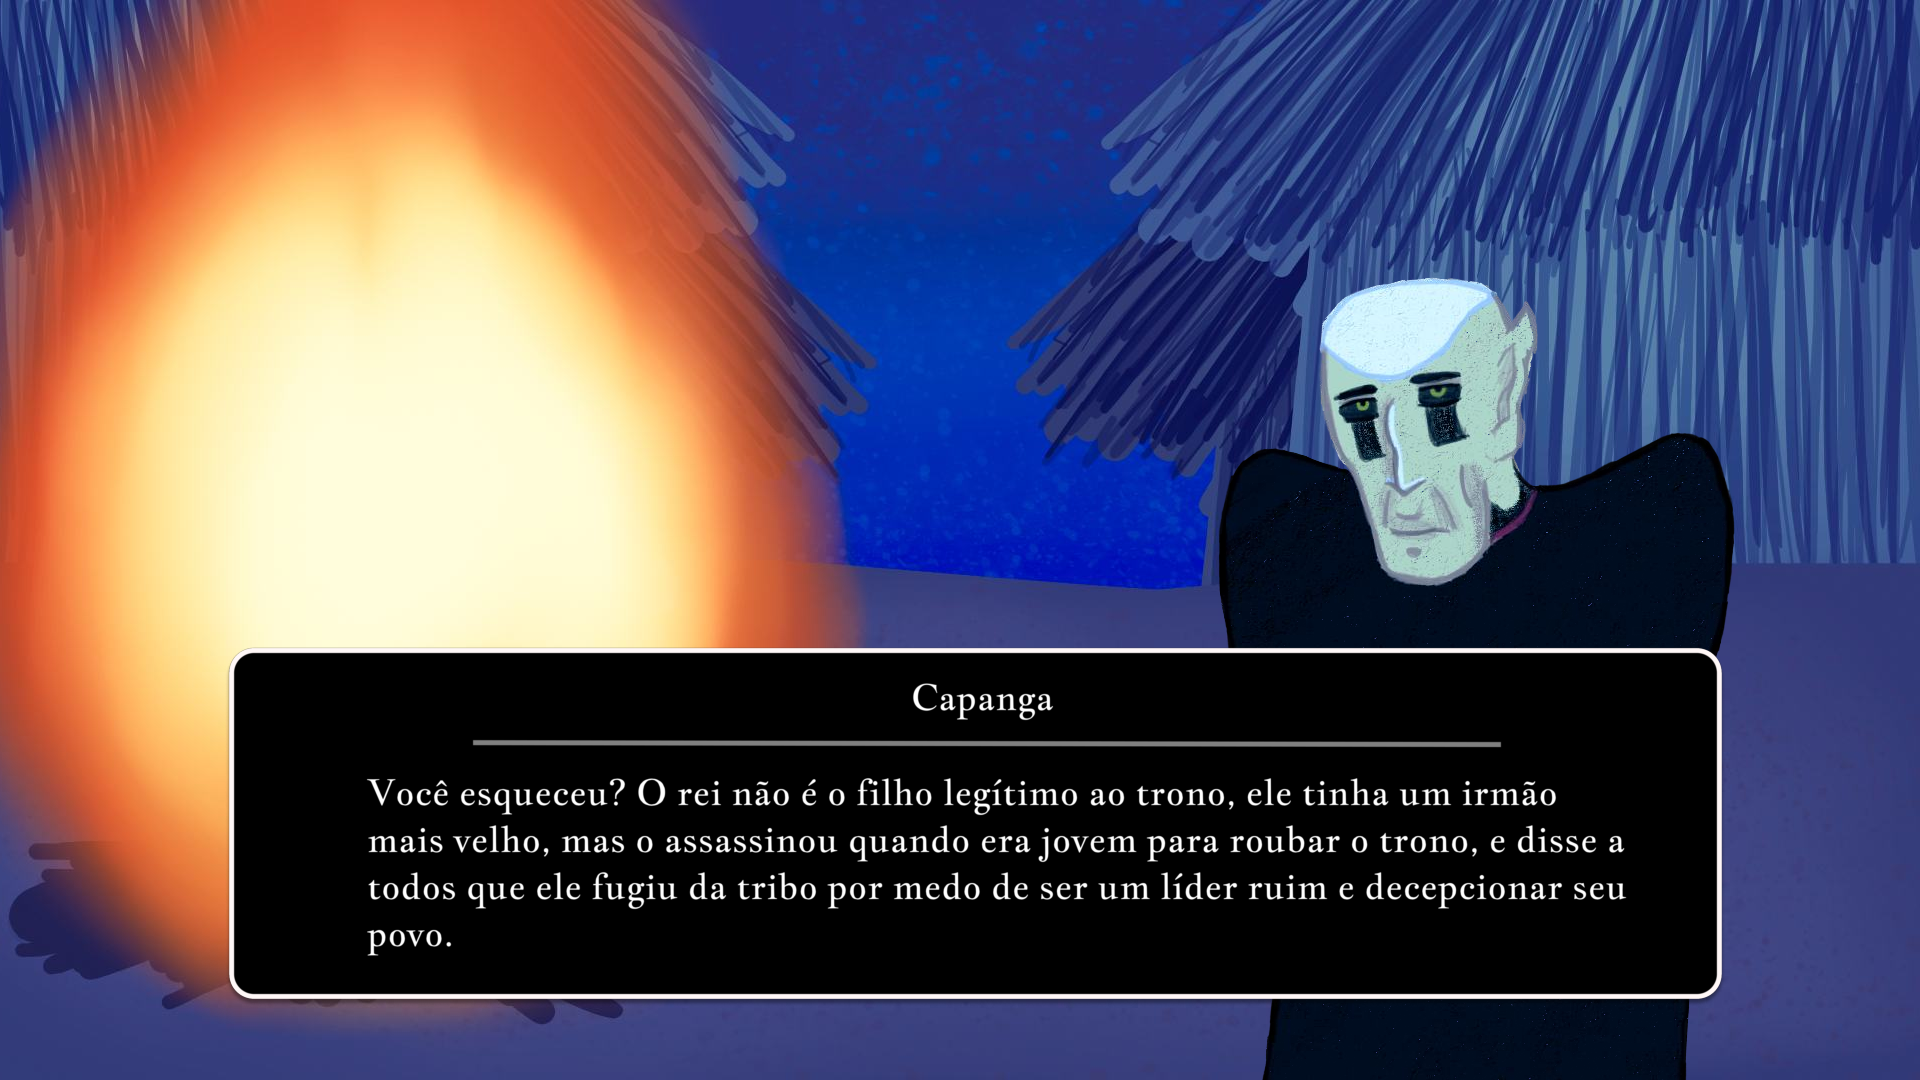 Capanga
Você esqueceu? O rei não é o filho legítimo ao trono, ele tinha um irmão
mais velho, mas o assassinou quando era jovem para roubar o trono, e disse a
todos que ele fugiu da tribo por medo de ser um líder ruim e decepcionar seu
povo.